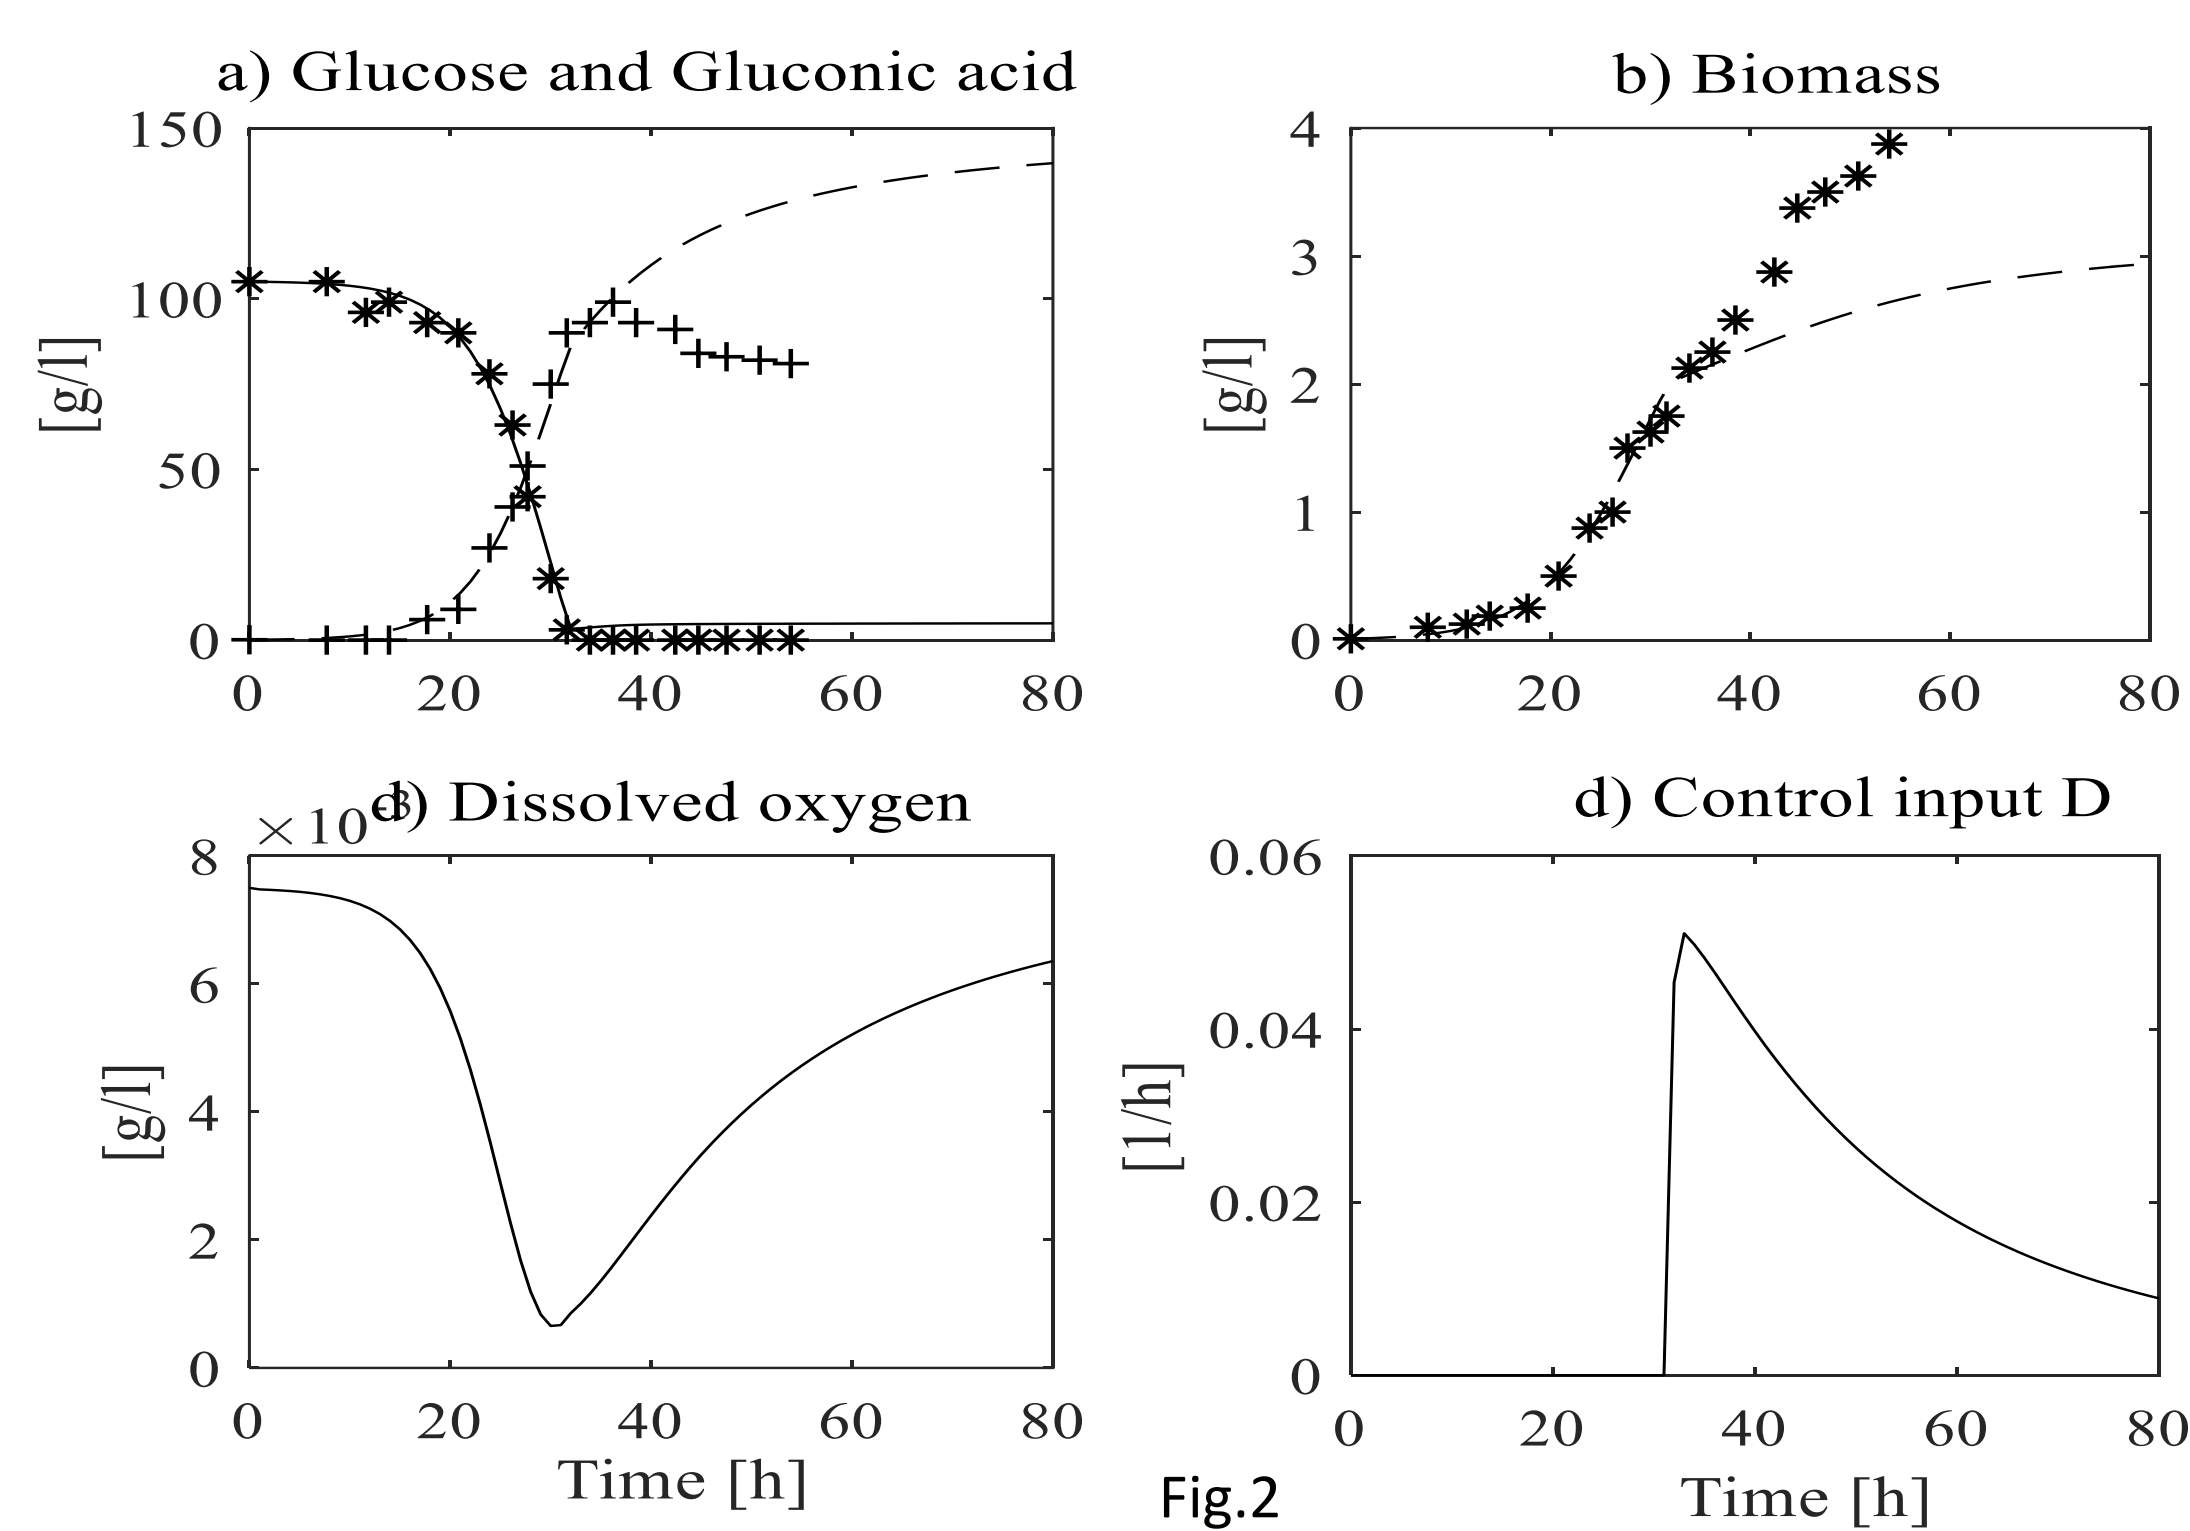 a) Glucose and Gluconic acid
150
100
50
0
[g/l]
0 20 40 60 80
b) Biomass
4
3
2
1
0
[g/l]
0 20 40 60 80
d) Dissolved oxygen
×10-3
8
6
4
2
0
[g/l]
0 20 40 60 80
Time [h]
d) Control input D
0.06
0.04
0.02
0
[1/h]
0 20 40 60 80
Time [h]
Fig.2